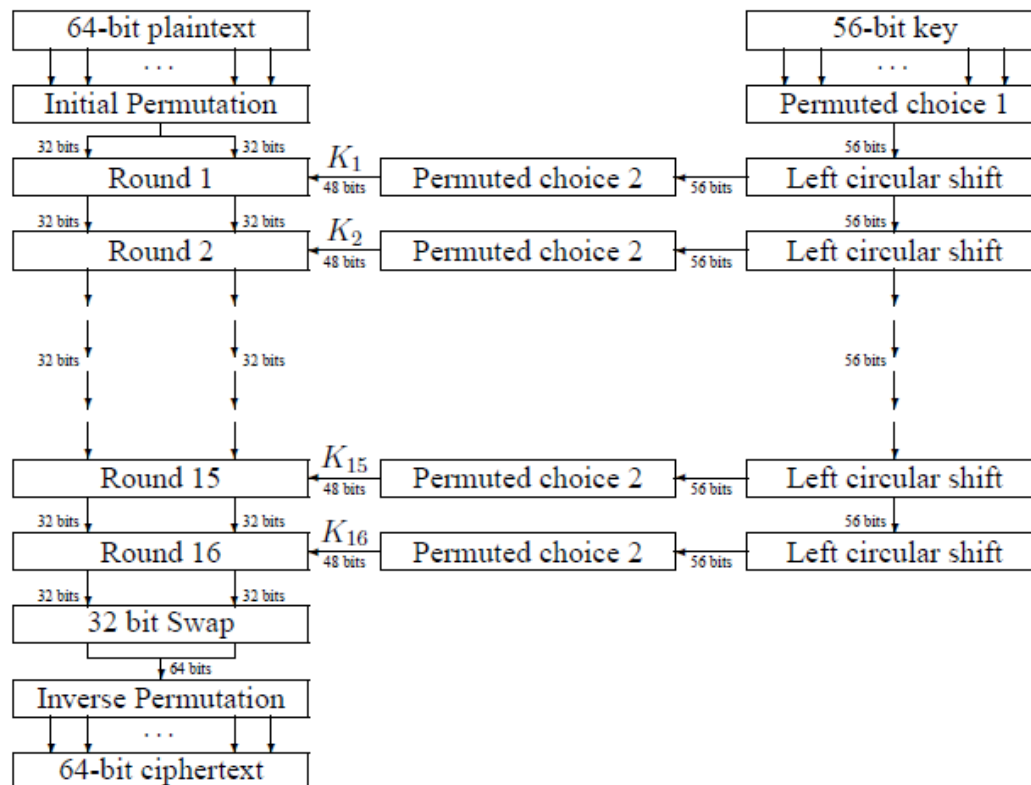 64-bit plaintext 56-bit key
. . . . . .
Initial Permutation Permuted choice 1
32 bits 32 bits 56 bits
Round 1 K1 48 bits Permuted choice 2 56 bits Left circular shift
32 bits 32 bits 56 bits
Round 2 K2 48 bits Permuted choice 2 56 bits Left circular shift
32 bits 32 bits 56 bits
Round 15 K15 48 bits Permuted choice 2 56 bits Left circular shift
32 bits 32 bits 56 bits
Round 16 K16 48 bits Permuted choice 2 56 bits Left circular shift
32 bits 32 bits
32 bit Swap
64 bits
Inverse Permutation
. . .
64-bit ciphertext